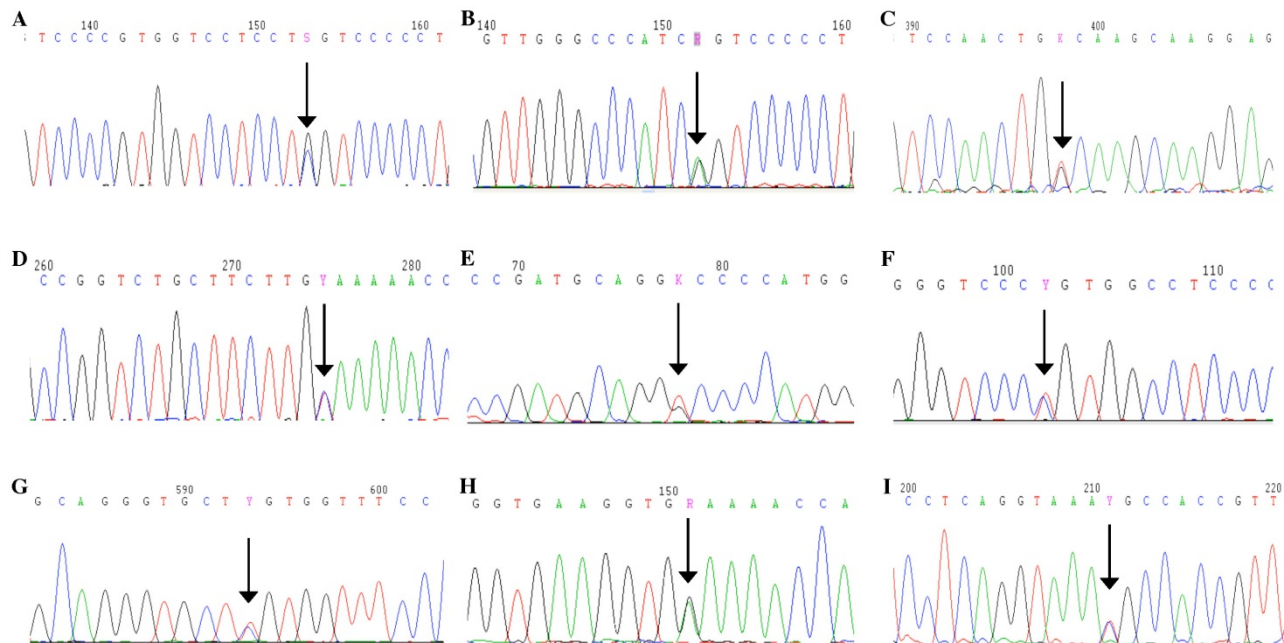 A
140 150 160
T C C C C G T G G T C C T C C T S G T C C C C C T
B
140 150 160
G T T G G G C C C A T C R G T C C C C C T
C
390 400
T C C A A C T G K C A A G C A A G G A G
D
260 270 280
C C G G T C T G C T T C T T G Y A A A A A C C
E
70 80
C C G A T G C A G G K C C C C A T G G
F
100 110
G G G T C C C Y G T G G C C T C C C C
G
590 600
G C A G G G T G C T Y G T G G T T T C C
H
150
G G T G A A G G T G R A A A A C C A
I
200 210 220
C C T C A G G T A A A Y G C C A C C G T T